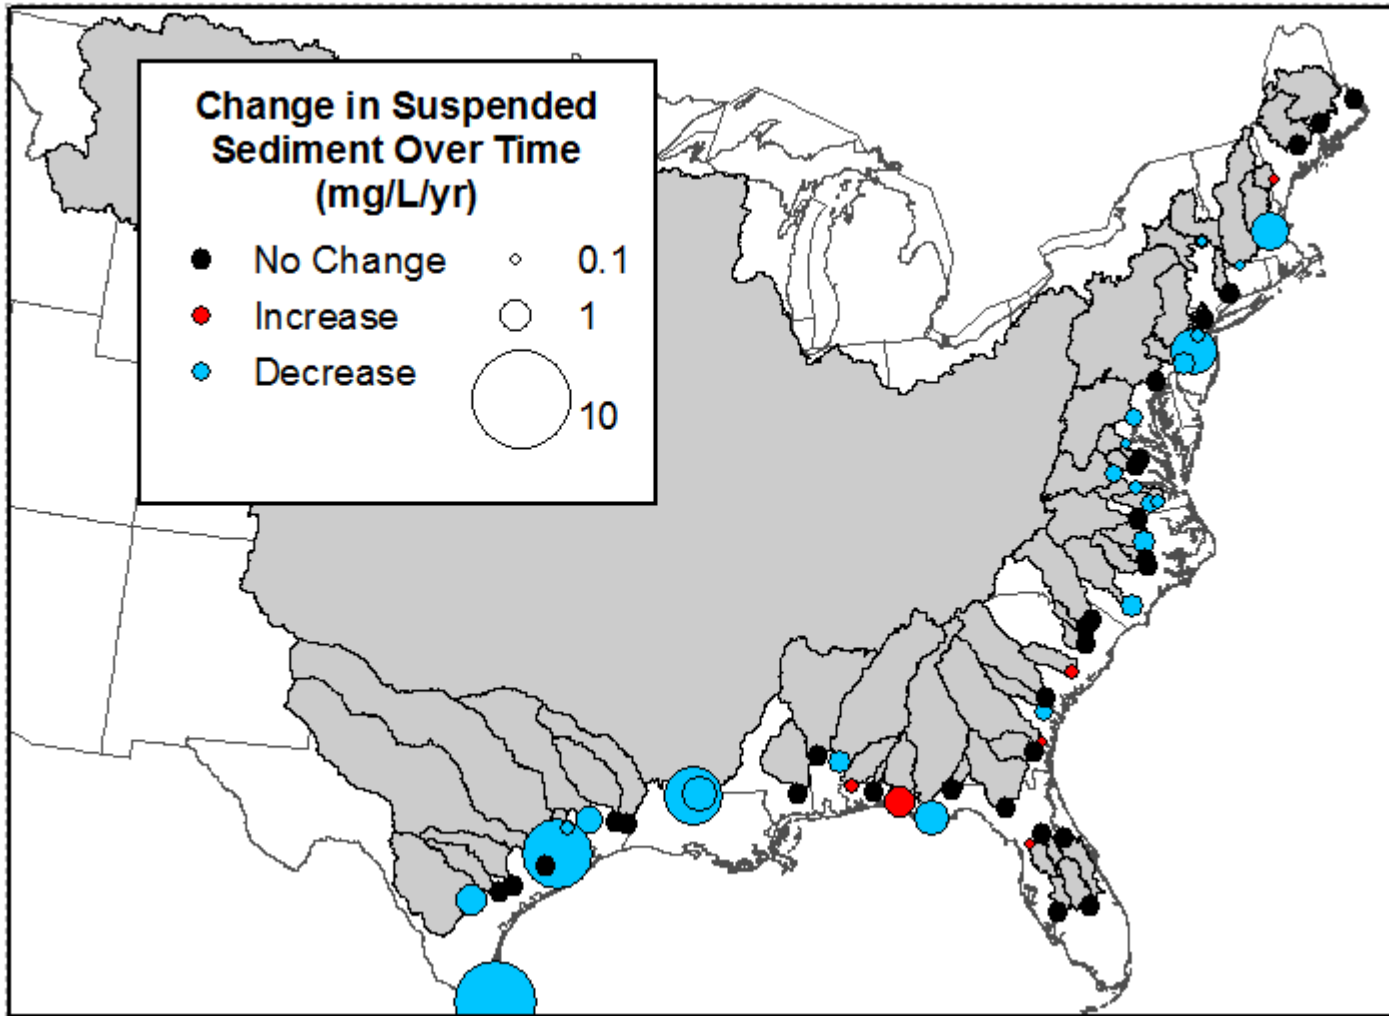 Change in Suspended
Sediment Over Time
(mg/L/yr)
No Change 0.1
Increase 1
Decrease
10